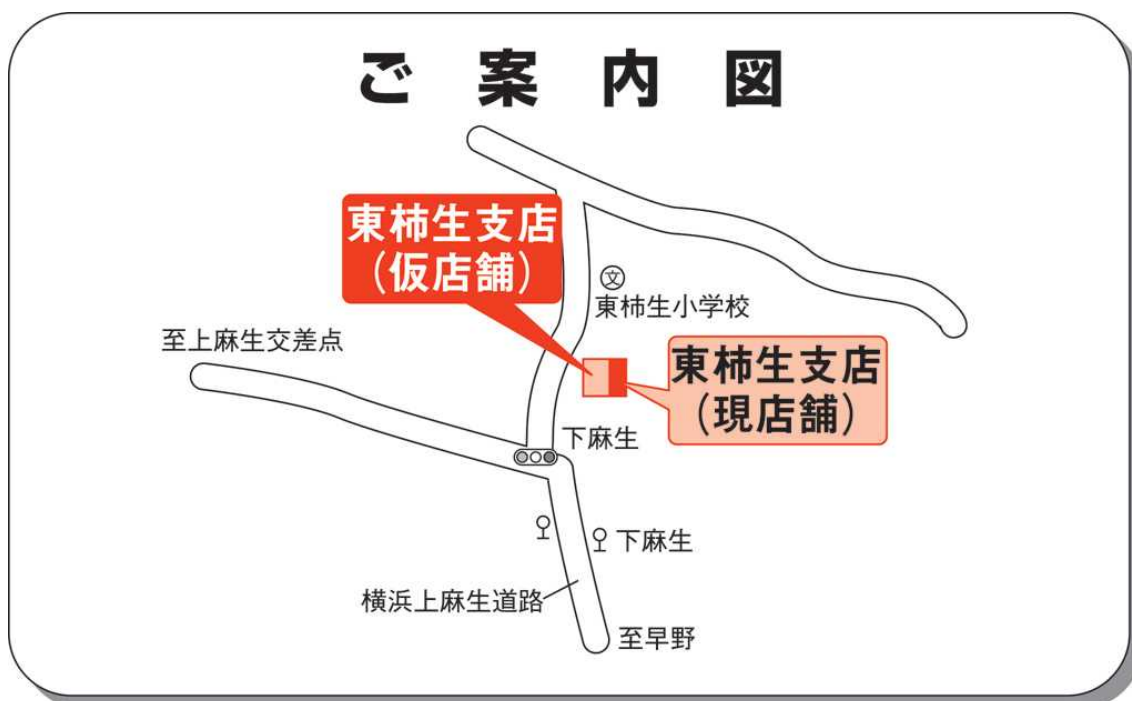 ご案内図
東柿生支店
(仮店舗)
文
東柿生小学校
至上麻生交差点
東柿生支店
(現店舗)
下麻生
下麻生
横浜上麻生道路
至早野